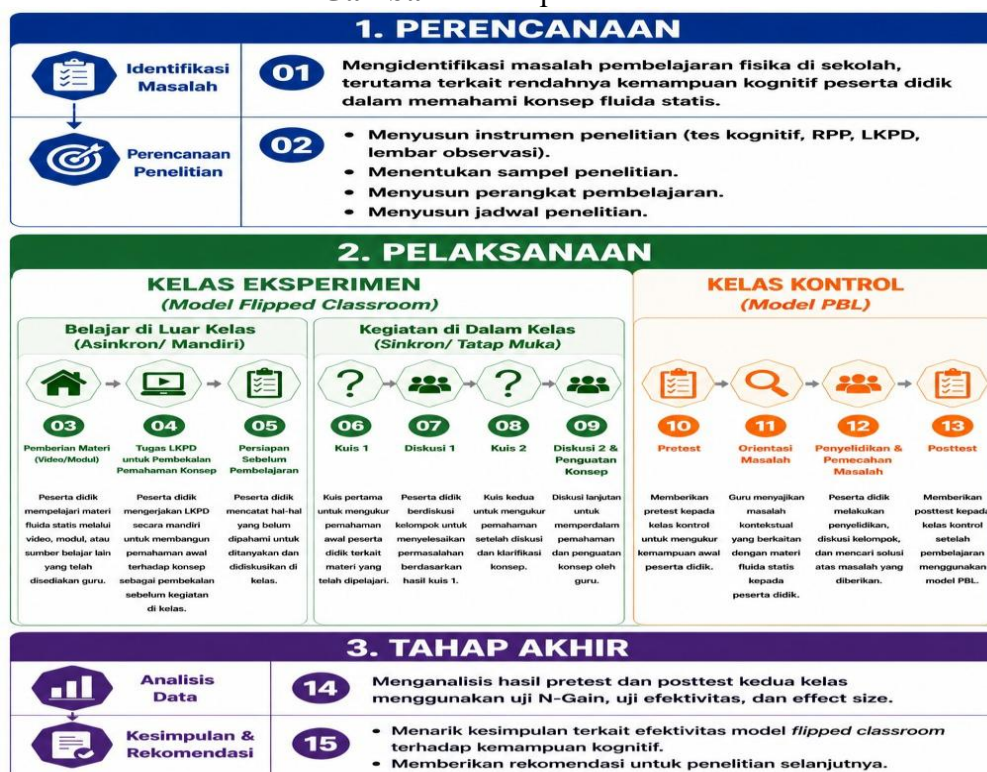 1. PERENCANAAN
Identifikasi
Masalah
01
Mengidentifikasi masalah pembelajaran fisika di sekolah,
terutama terkait rendahnya kemampuan kognitif peserta didik
dalam memahami konsep fluida statis.
Perencanaan
Penelitian
02
• Menyusun instrumen penelitian (tes kognitif, RPP, LKPD,
lembar observasi).
• Menentukan sampel penelitian.
• Menyusun perangkat pembelajaran.
• Menyusun jadwal penelitian.
2. PELAKSANAAN
KELAS EKSPERIMEN
(Model Flipped Classroom)
Belajar di Luar Kelas
(Asinkron/ Mandiri)
03
Pemberian Materi
(Video/Modul)
Peserta didik
mempelajari materi
fluida statis melalui
video, modul, atau
sumber belajar lain
yang telah
disediakan guru.
04
Tugas LKPD
untuk Pembekalan
Pemahaman Konsep
Peserta didik
mengerjakan LKPD
secara mandiri
untuk membangun
pemahaman awal
terhadap konsep
sebagai pembekalan
sebelum kegiatan
di kelas.
05
Persiapan
Sebelum
Pembelajaran
Peserta didik
mencatat hal-hal
yang belum
dipahami untuk
ditanyakan dan
didiskusikan di
kelas.
Kegiatan di Dalam Kelas
(Sinkron/ Tatap Muka)
?
06
Kuis 1
Kuis pertama
untuk mengukur
pemahaman
awal peserta
didik terkait
materi yang
telah dipelajari.
07
Diskusi 1
Peserta didik
berdiskusi
kelompok untuk
menyelesaikan
permasalahan
berdasarkan
hasil kuis 1.
?
08
Kuis 2
Kuis kedua
untuk mengukur
pemahaman
setelah diskusi
dan klarifikasi
konsep.
09
Diskusi 2 &
Penguatan
Konsep
Diskusi lanjutan
untuk
memperdalam
pemahaman
dan penguatan
konsep oleh
guru.
KELAS KONTROL
(Model PBL)
10
Pretest
Memberikan
pretest kepada
kelas kontrol
untuk mengukur
kemampuan awal
peserta didik.
11
Orientasi
Masalah
Guru menyajikan
masalah
kontekstual
yang berkaitan
dengan materi
fluida statis
kepada
peserta didik.
12
Penyelidikan &
Pemecahan
Masalah
Peserta didik
melakukan
penyelidikan,
diskusi kelompok,
dan mencari solusi
atas masalah yang
diberikan.
13
Posttest
Memberikan
posttest kepada
kelas kontrol
setelah
pembelajaran
menggunakan
model PBL.
3. TAHAP AKHIR
Analisis
Data
14
Menganalisis hasil pretest dan posttest kedua kelas
menggunakan uji N-Gain, uji efektivitas, dan effect size.
Kesimpulan &
Rekomendasi
15
• Menarik kesimpulan terkait efektivitas model flipped classroom
terhadap kemampuan kognitif.
• Memberikan rekomendasi untuk penelitian selanjutnya.